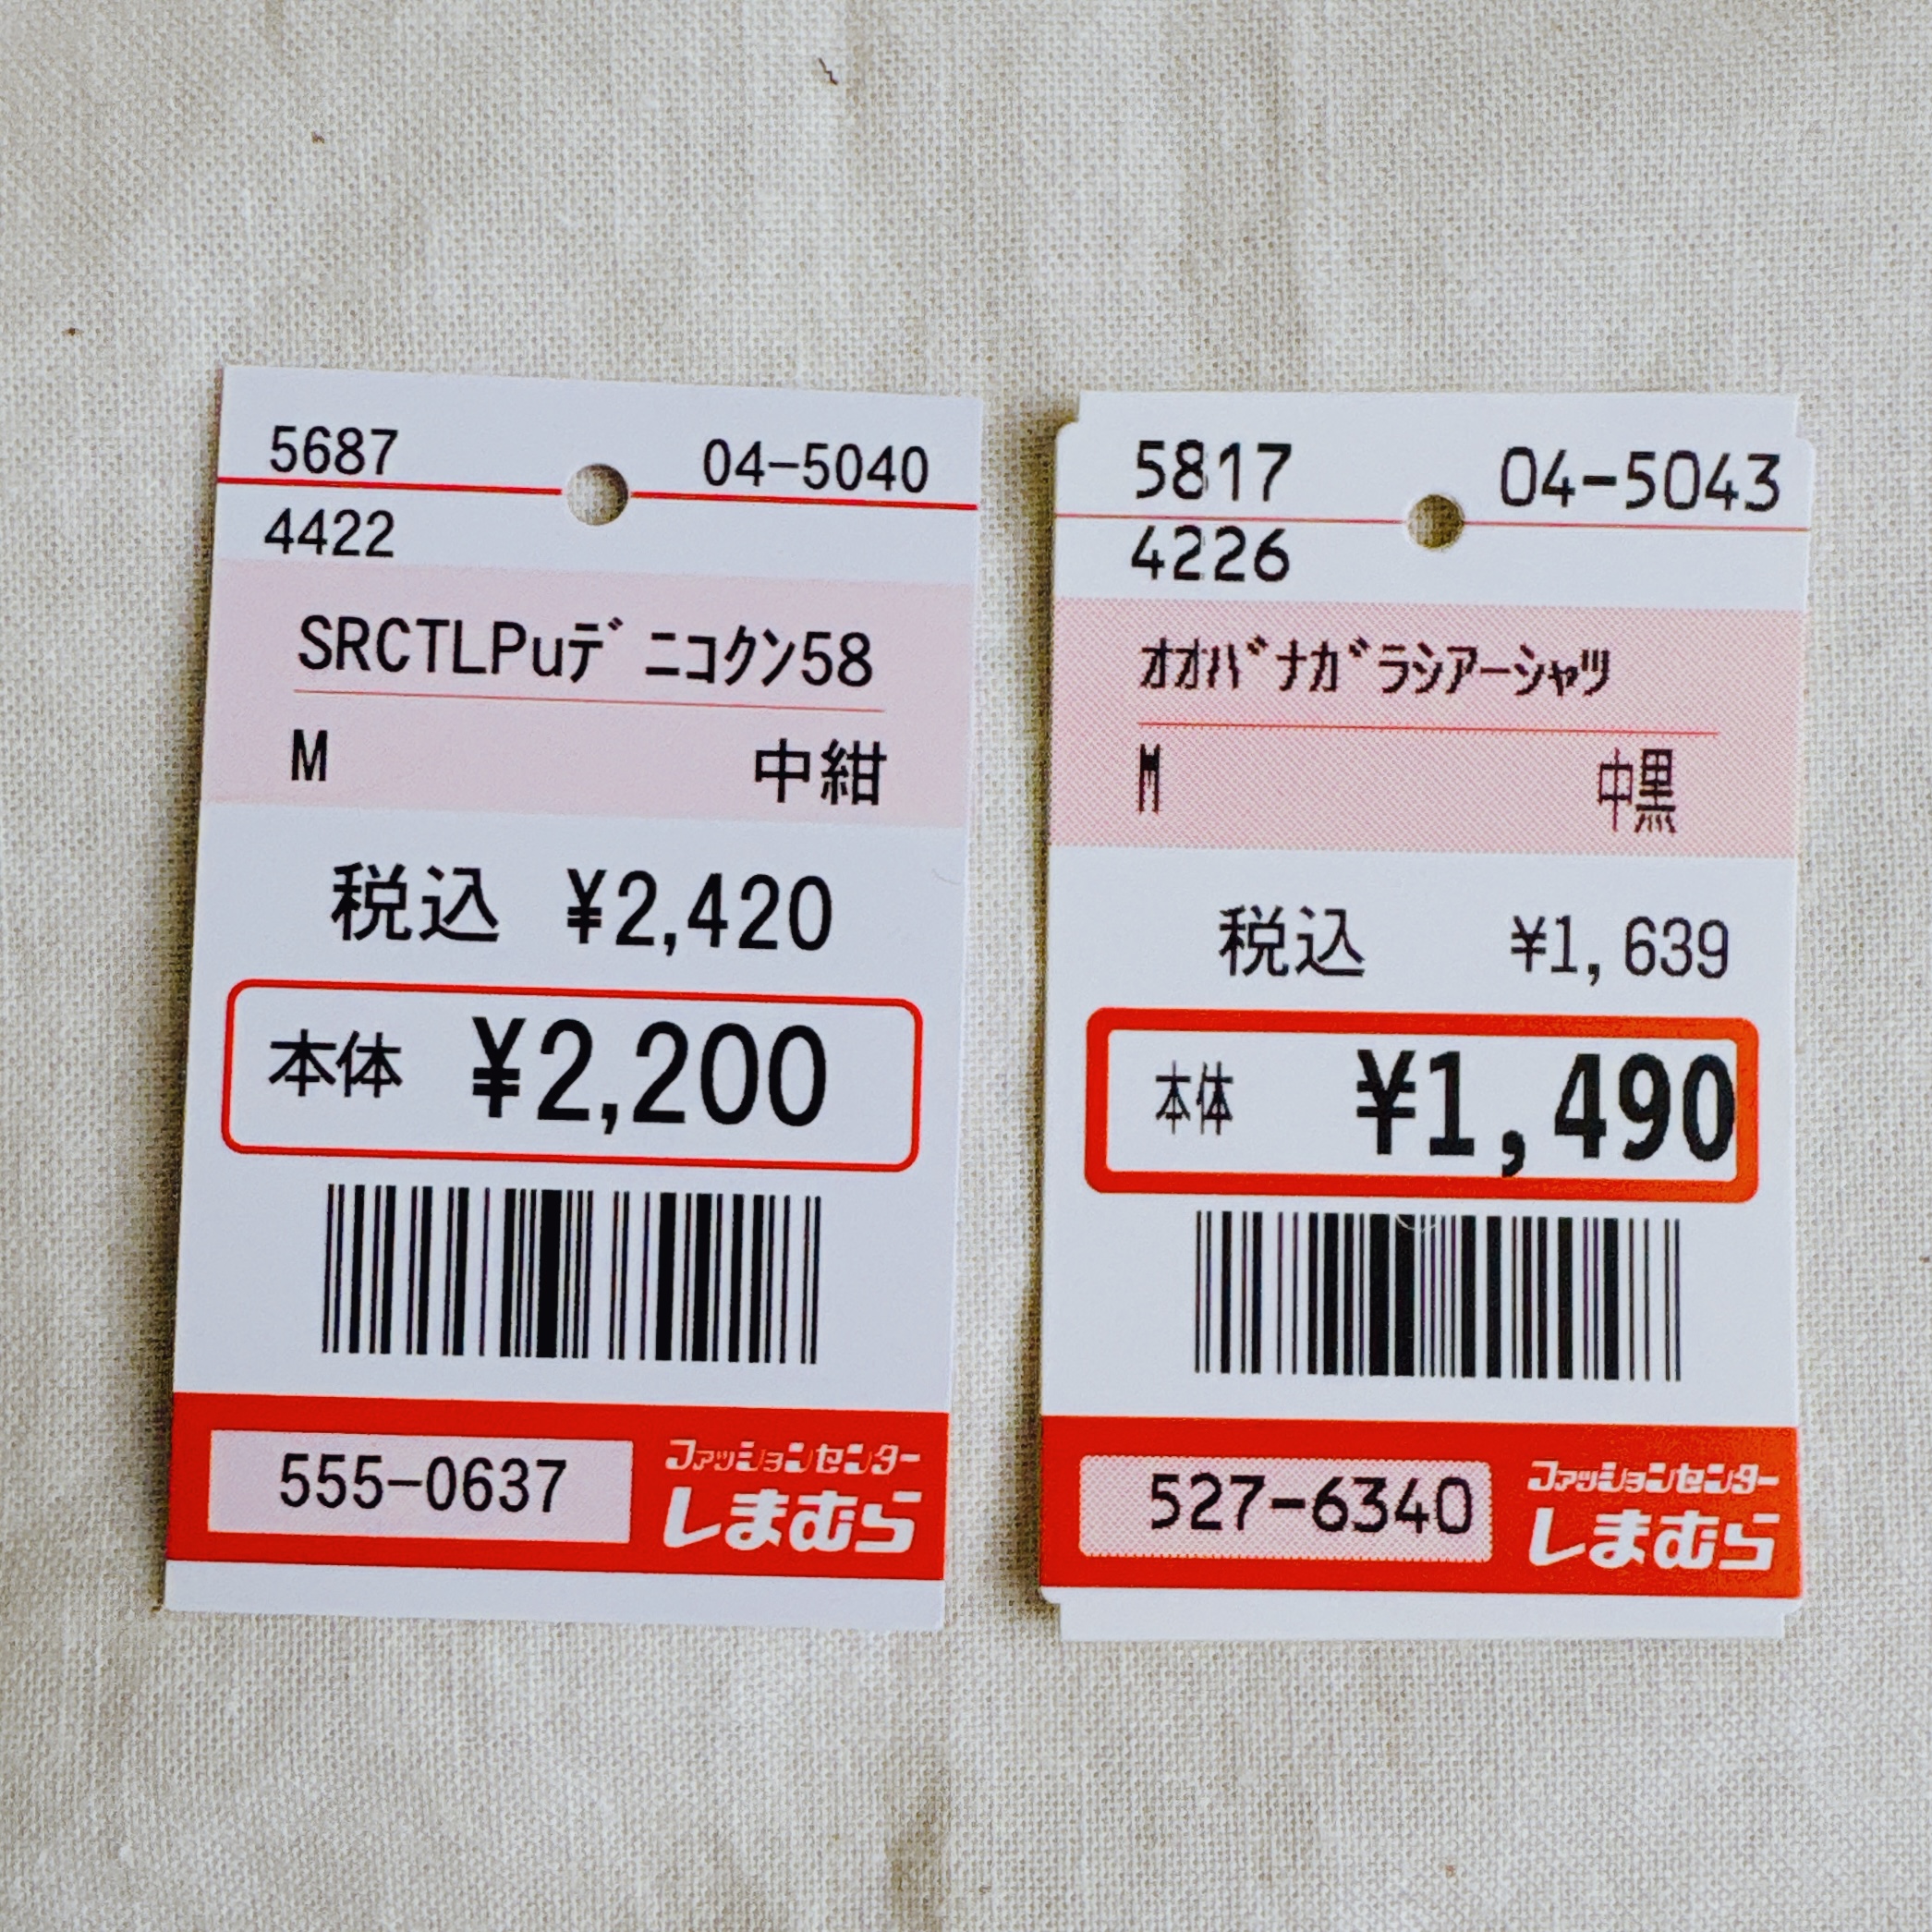 5687 04-5040
4422
SRCTLPuデニコクン58
M 中紺
税込 ¥2,420
本体 ¥2,200
555-0637
ファッションセンター
しまむら
5817 04-5043
4226
オオバナガラシアーシャツ
M 中黒
税込 ¥1,639
本体 ¥1,490
527-6340
ファッションセンター
しまむら